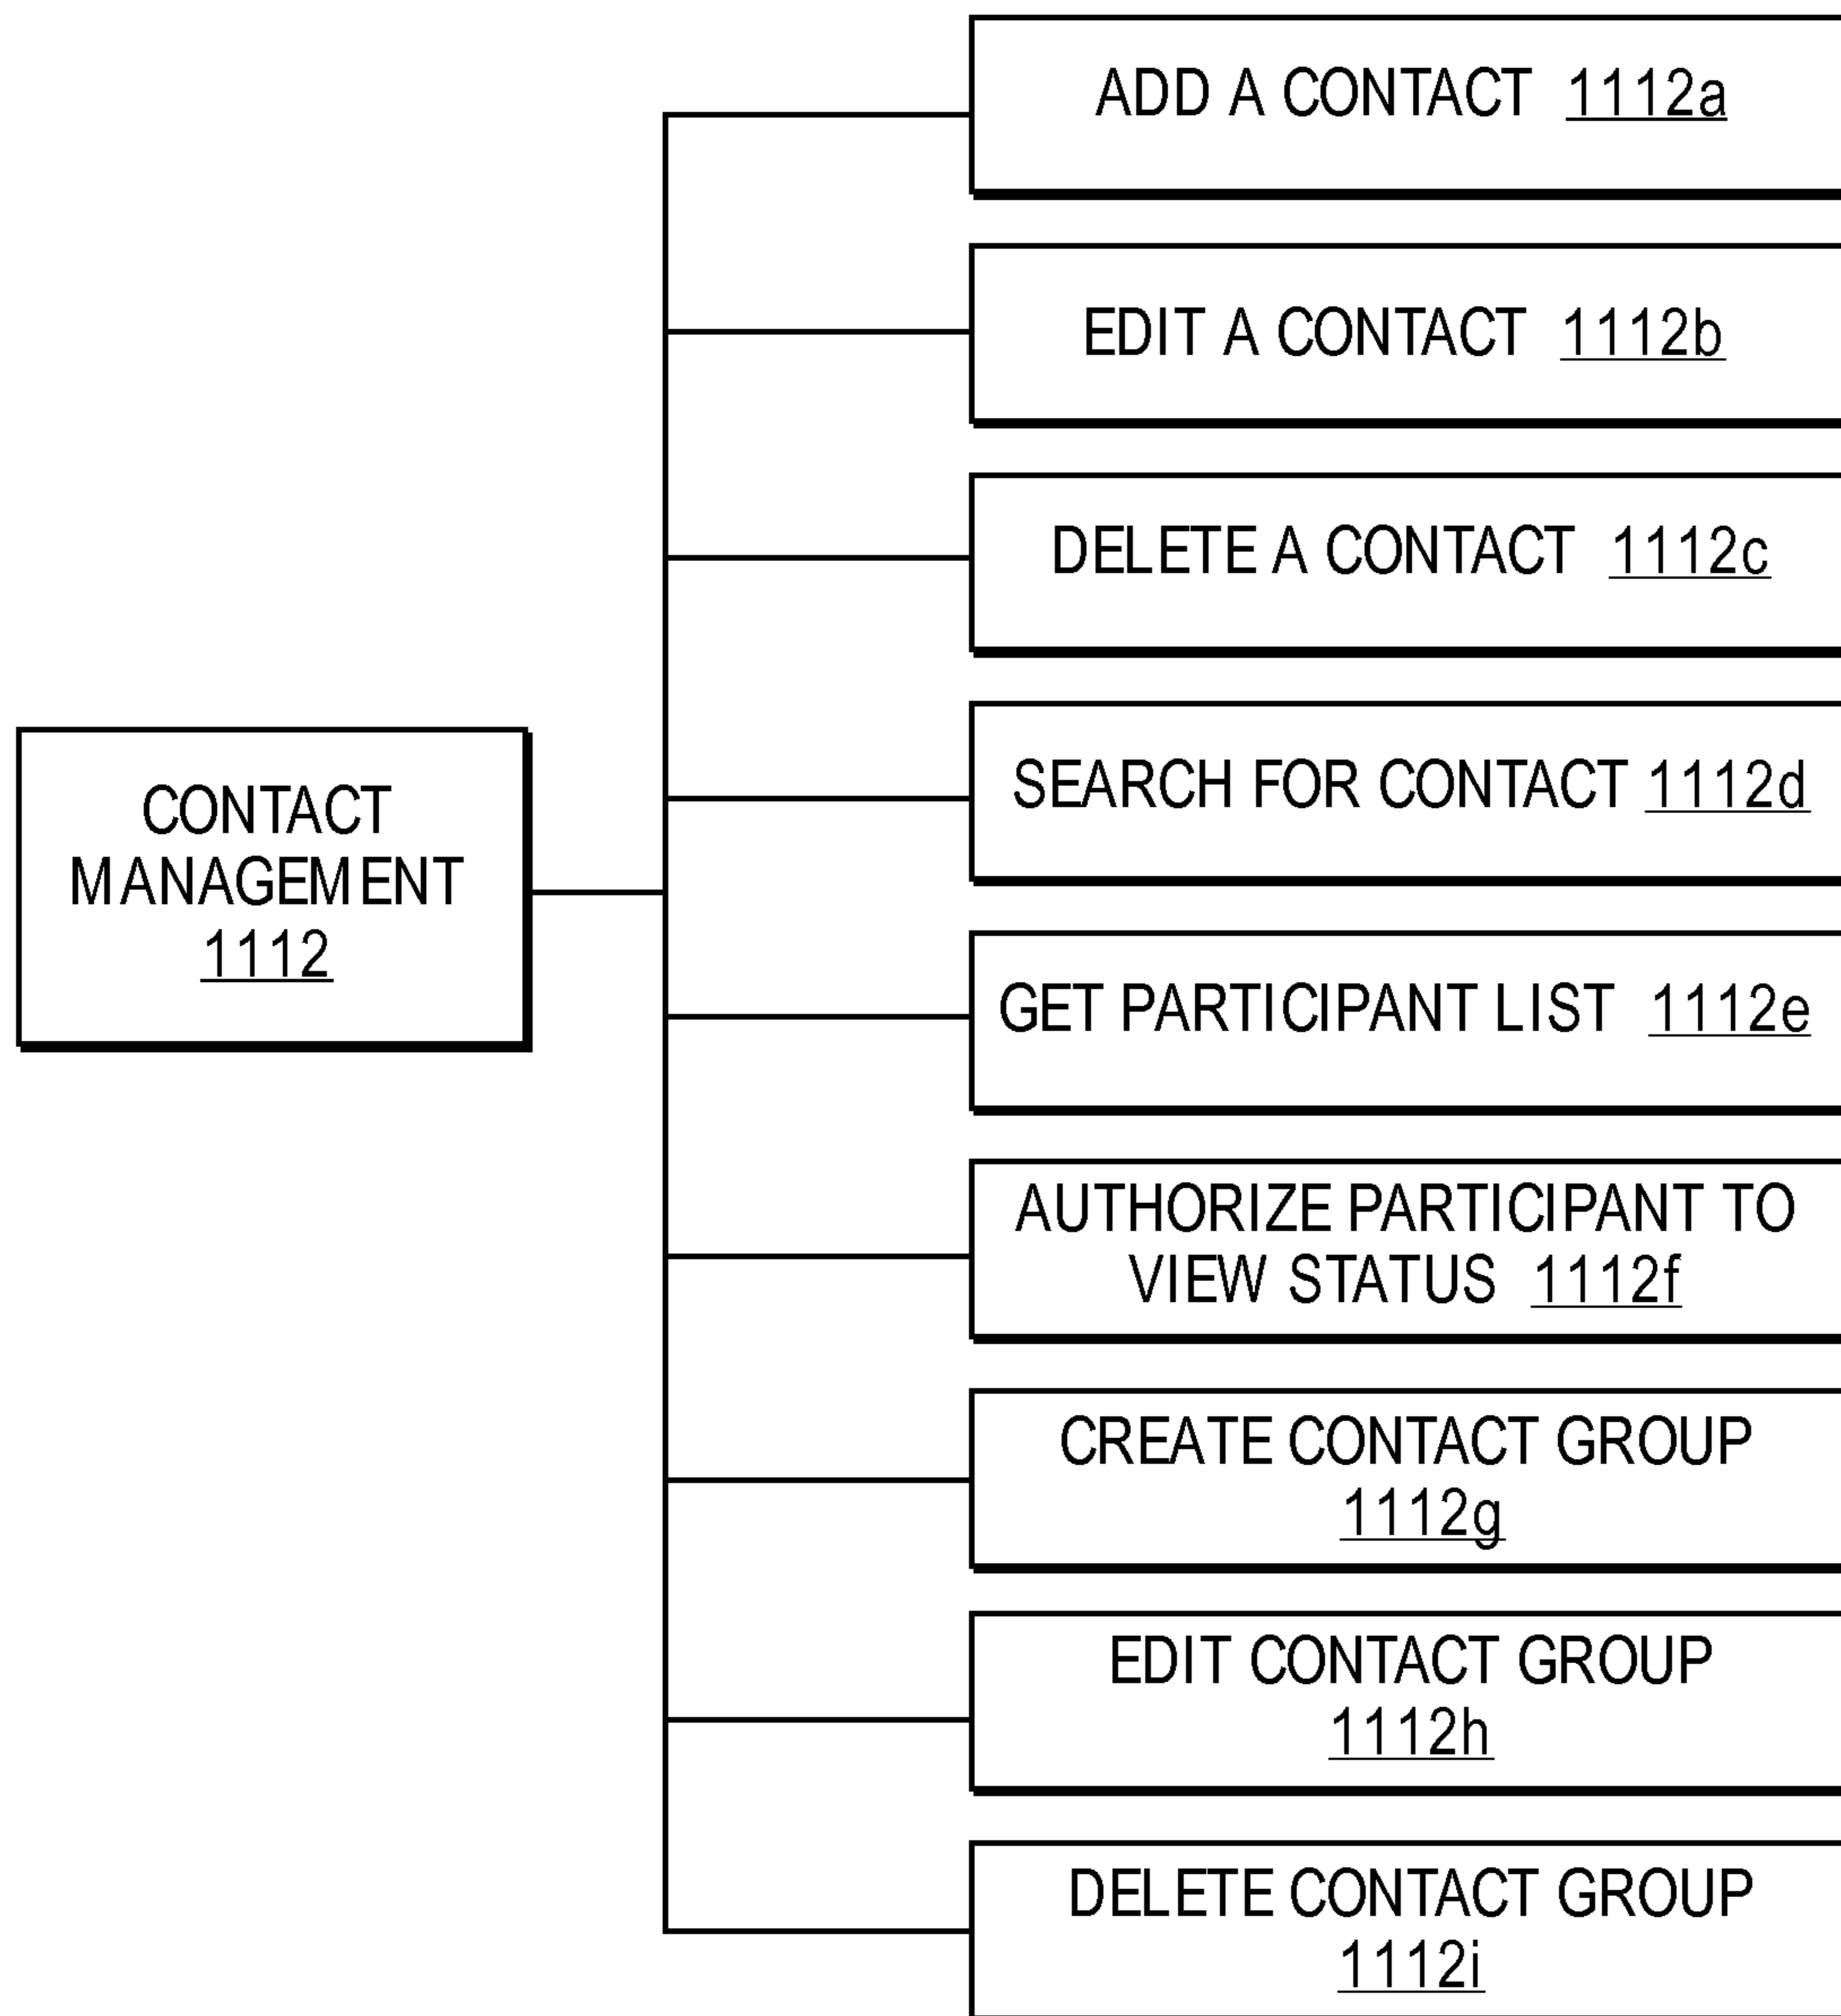 ADD A CONTACT 1112a
EDIT A CONTACT 1112b
DELETE A CONTACT 1112c
SEARCH FOR CONTACT 1112d
CONTACT
MANAGEMENT
1112
GET PARTICIPANT LIST 1112e
AUTHORIZE PARTICIPANT TO
VIEW STATUS 1112f
CREATE CONTACT GROUP
1112g
EDIT CONTACT GROUP
1112h
DELETE CONTACT GROUP
1112i